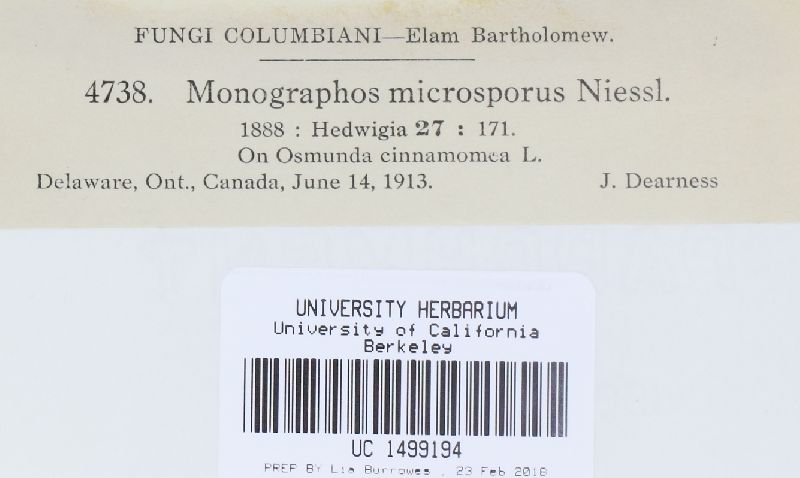 FUNGI COLUMBIANI—Elam Bartholomew.
4738. Monographos microsporus Niessl.
1888 : Hedwigia 27 : 171.
On Osmunda cinnamomea L.
Delaware, Ont., Canada, June 14, 1913. J. Dearness
UNIVERSITY HERBARIUM
University of California
Berkeley
UC 1499194
PREP BY Lia Burrowes , 23 Feb 2018